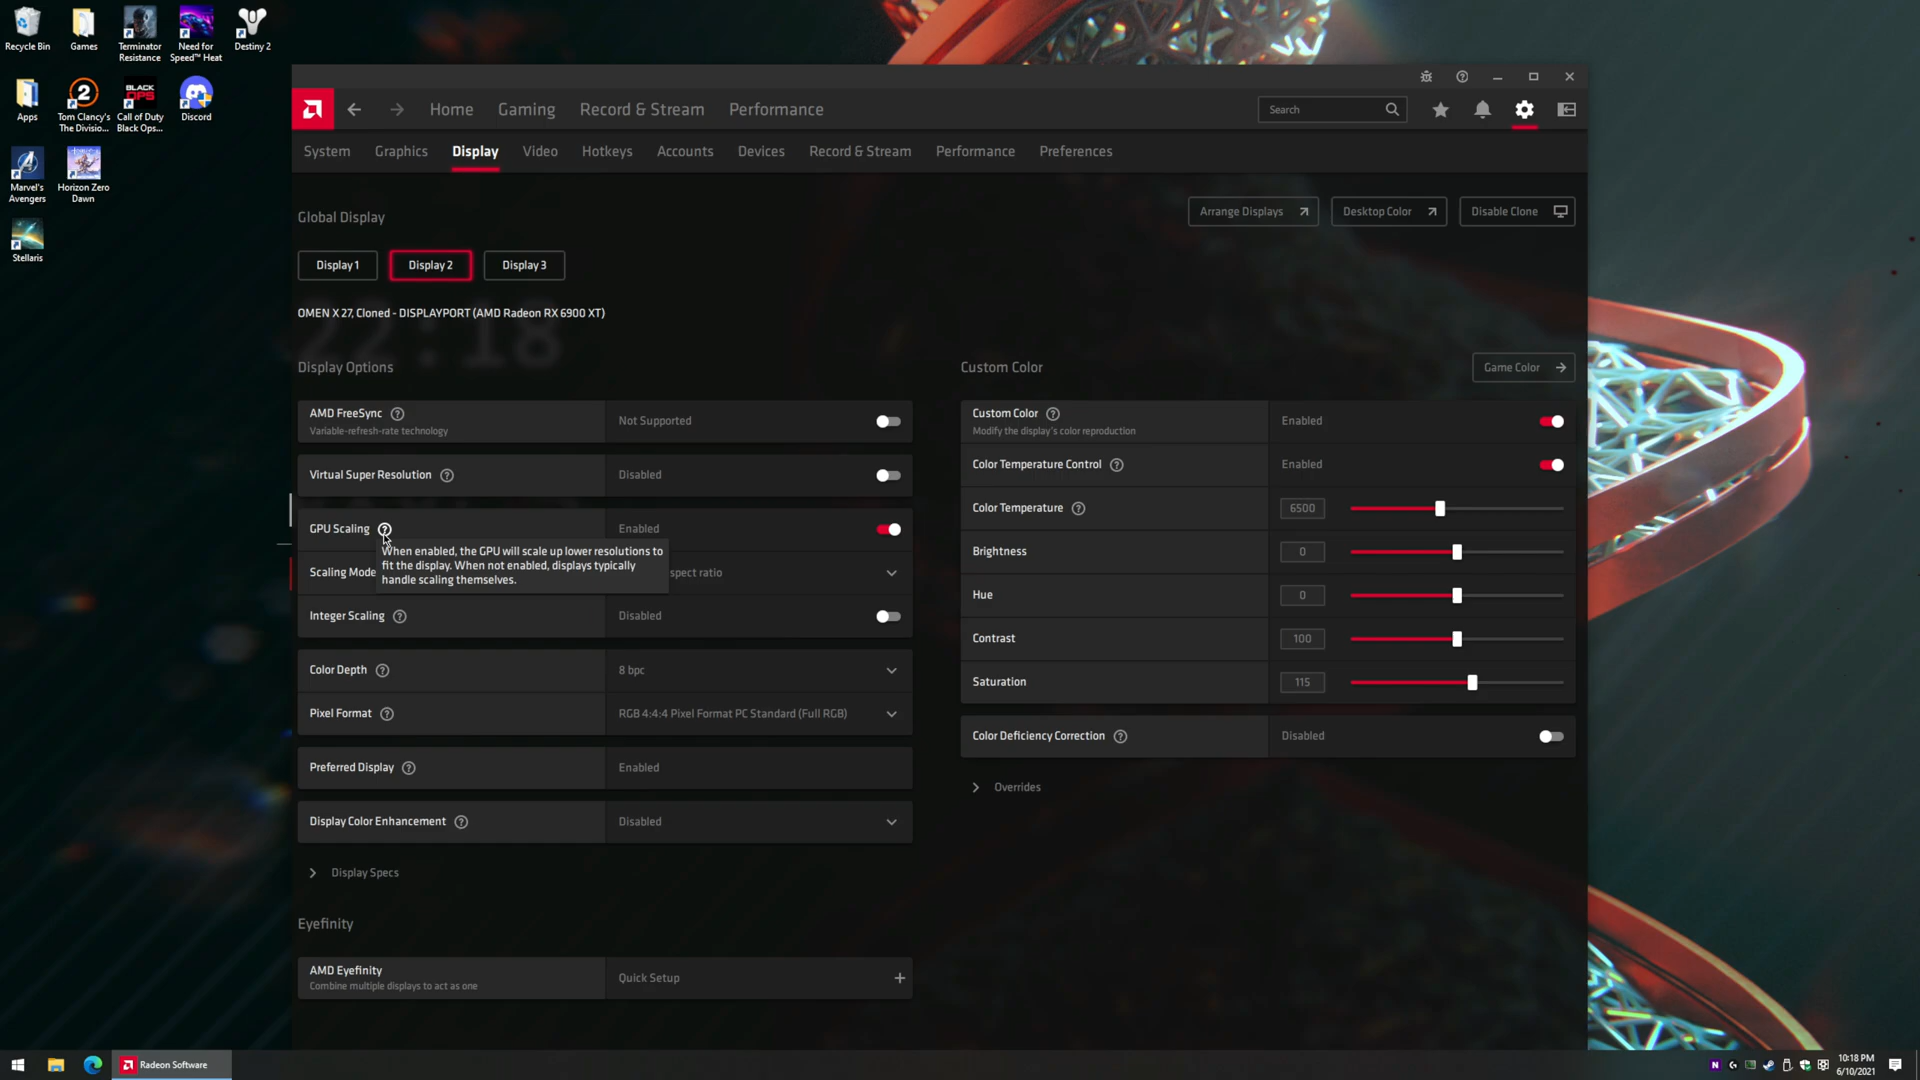 Recycle Bin
Games
Terminator
Resistance
Need for
Speed™ Heat
Destiny 2
Apps
Tom Clancy's
The Divisio...
BLACK
OPS
Call of Duty
Black Ops...
Discord
Marvel's
Avengers
Horizon Zero
Dawn
Stellaris
Home
Gaming
Record & Stream
Performance
Search
System
Graphics
Display
Video
Hotkeys
Accounts
Devices
Record & Stream
Performance
Preferences
Global Display
Arrange Displays
Desktop Color
Disable Clone
Display 1
Display 2
Display 3
22:18
OMEN X 27, Cloned - DISPLAYPORT (AMD Radeon RX 6900 XT)
Display Options
AMD FreeSync
Variable-refresh-rate technology
Not Supported
Virtual Super Resolution
Disabled
GPU Scaling
Enabled
When enabled, the GPU will scale up lower resolutions to
fit the display. When not enabled, displays typically
handle scaling themselves.
Scaling Mode
spect ratio
Integer Scaling
Disabled
Color Depth
8 bpc
Pixel Format
RGB 4:4:4 Pixel Format PC Standard (Full RGB)
Preferred Display
Enabled
Display Color Enhancement
Disabled
Display Specs
Eyefinity
AMD Eyefinity
Combine multiple displays to act as one
Quick Setup
Custom Color
Game Color
Custom Color
Modify the display's color reproduction
Enabled
Color Temperature Control
Enabled
Color Temperature
6500
Brightness
0
Hue
0
Contrast
100
Saturation
115
Color Deficiency Correction
Disabled
Overrides
Radeon Software
10:18 PM
6/10/2021